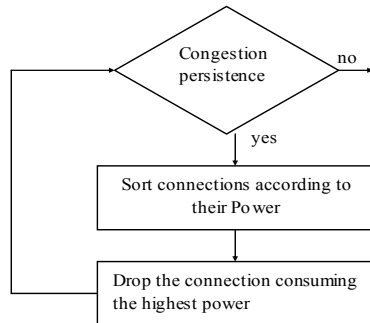 Congestion
persistence
no
yes
Sort connections according to
their Power
Drop the connection consuming
the highest power